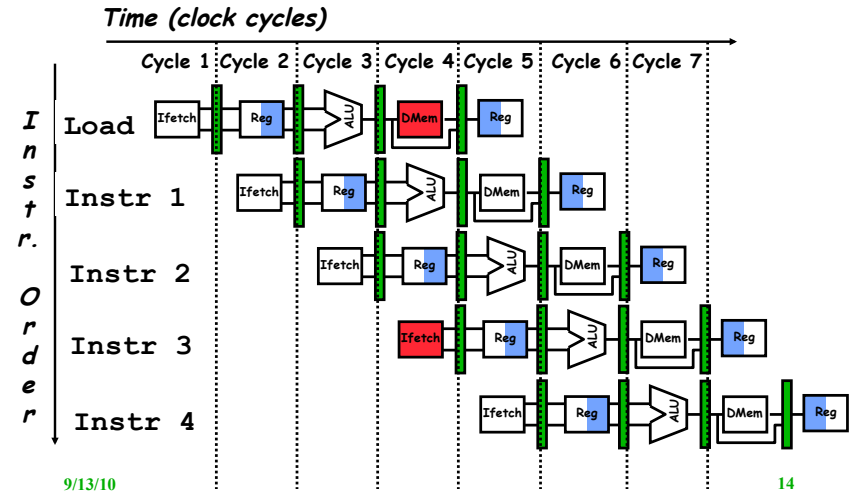 Time (clock cycles)
Cycle 1 Cycle 2 Cycle 3 Cycle 4 Cycle 5 Cycle 6 Cycle 7
Instr. Order
Load Ifetch Reg ALU DMem Reg
Instr 1 Ifetch Reg ALU DMem Reg
Instr 2 Ifetch Reg ALU DMem Reg
Instr 3 Ifetch Reg ALU DMem Reg
Instr 4 Ifetch Reg ALU DMem Reg
9/13/10 14